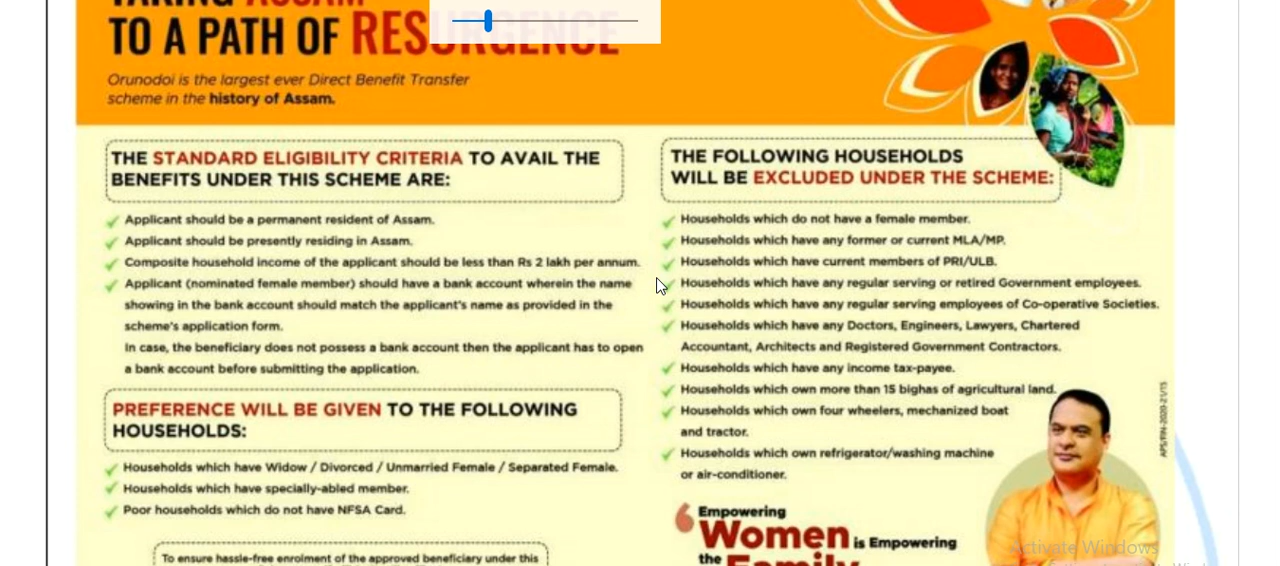 TAKING ASSAM
TO A PATH OF RESURGENCE
Orunodoi is the largest ever Direct Benefit Transfer
scheme in the history of Assam.
THE STANDARD ELIGIBILITY CRITERIA TO AVAIL THE
BENEFITS UNDER THIS SCHEME ARE:
Applicant should be a permanent resident of Assam.
Applicant should be presently residing in Assam.
Composite household income of the applicant should be less than Rs 2 lakh per annum.
Applicant (nominated female member) should have a bank account wherein the name
showing in the bank account should match the applicant's name as provided in the
scheme's application form.
In case, the beneficiary does not possess a bank account then the applicant has to open
a bank account before submitting the application.
PREFERENCE WILL BE GIVEN TO THE FOLLOWING
HOUSEHOLDS:
Households which have Widow / Divorced / Unmarried Female / Separated Female.
Households which have specially-abled member.
Poor households which do not have NFSA Card.
To ensure hassle-free enrolment of the approved beneficiary under this
THE FOLLOWING HOUSEHOLDS
WILL BE EXCLUDED UNDER THE SCHEME:
Households which do not have a female member.
Households which have any former or current MLA/MP.
Households which have current members of PRI/ULB.
Households which have any regular serving or retired Government employees.
Households which have any regular serving employees of Co-operative Societies.
Households which have any Doctors, Engineers, Lawyers, Chartered
Accountant, Architects and Registered Government Contractors.
Households which have any income tax-payee.
Households which own more than 15 bighas of agricultural land.
Households which own four wheelers, mechanized boat
and tractor.
Households which own refrigerator/washing machine
or air-conditioner.
Empowering
Women is Empowering
the Family
APS/FIN-2020-21/15
Activate Windows